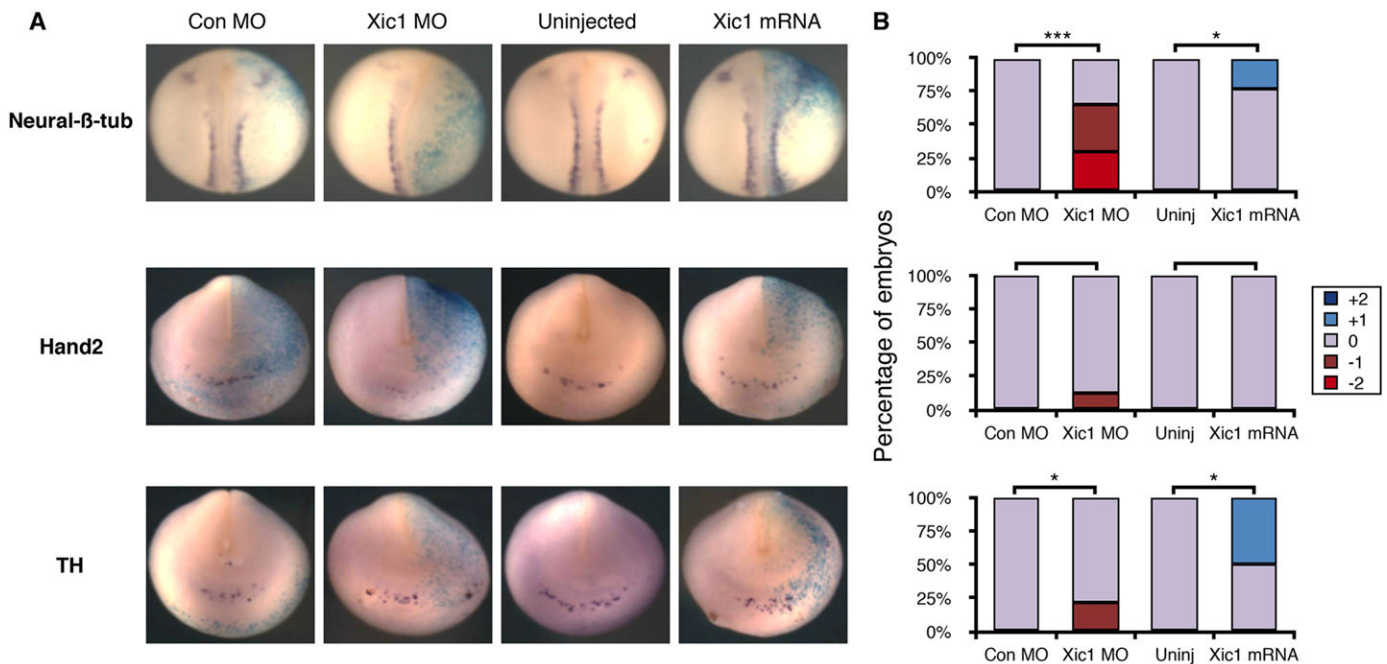 A
Con MO
Xic1 MO
Uninjected
Xic1 mRNA
Neural-ß-tub
Hand2
TH
B
Percentage of embryos
***
*
100%
75%
50%
25%
0%
Con MO Xic1 MO Uninj Xic1 mRNA
100%
75%
50%
25%
0%
Con MO Xic1 MO Uninj Xic1 mRNA
*
*
100%
75%
50%
25%
0%
Con MO Xic1 MO Uninj Xic1 mRNA
+2
+1
0
-1
-2